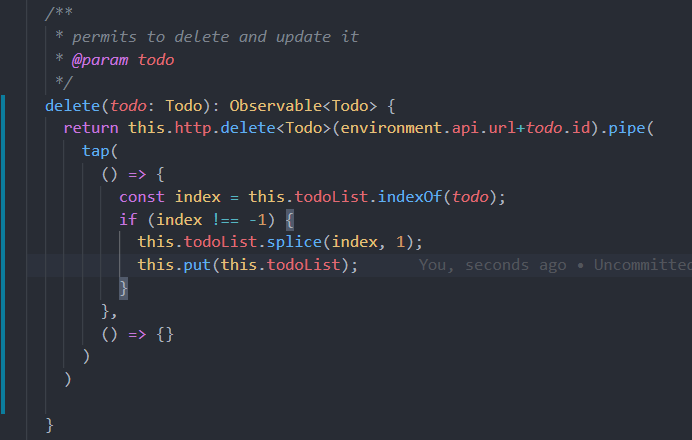 /**
 * permits to delete and update it
 * @param todo
 */
delete(todo: Todo): Observable<Todo> {
  return this.http.delete<Todo>(environment.api.url+todo.id).pipe(
    tap(
      () => {
        const index = this.todoList.indexOf(todo);
        if (index !== -1) {
          this.todoList.splice(index, 1);
          this.put(this.todoList);      You, seconds ago • Uncommitted
        }
      },
      () => {}
    )
  )
}